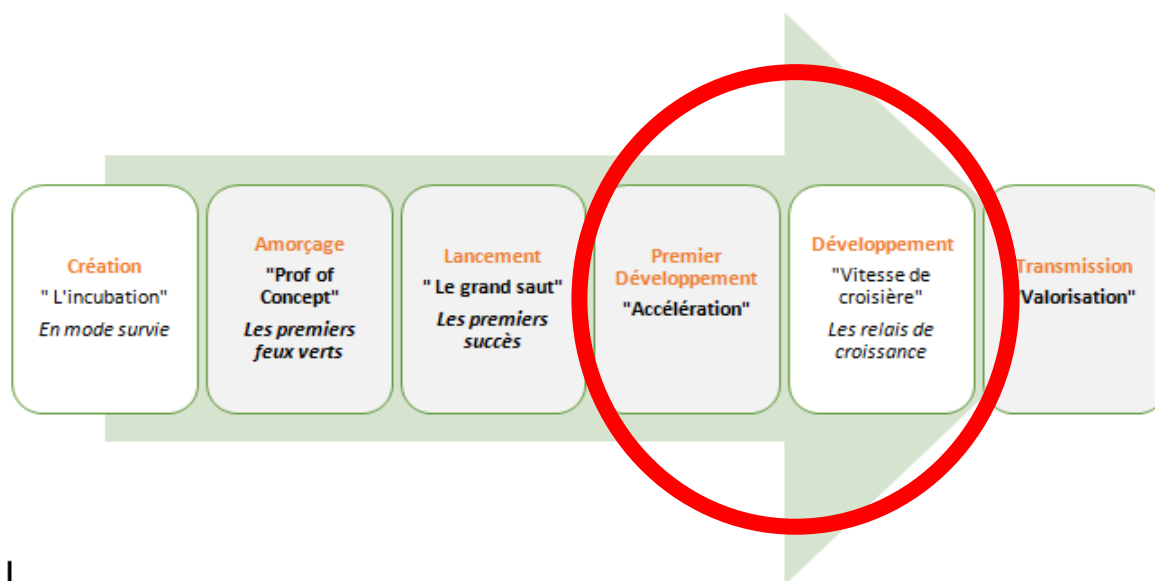 Création
" L'incubation"
En mode survie
Amorçage
"Prof of
Concept"
Les premiers
feux verts
Lancement
" Le grand saut"
Les premiers
succès
Premier
Développement
"Accélération"
Développement
"Vitesse de
croisière"
Les relais de
croissance
Transmission
"Valorisation"